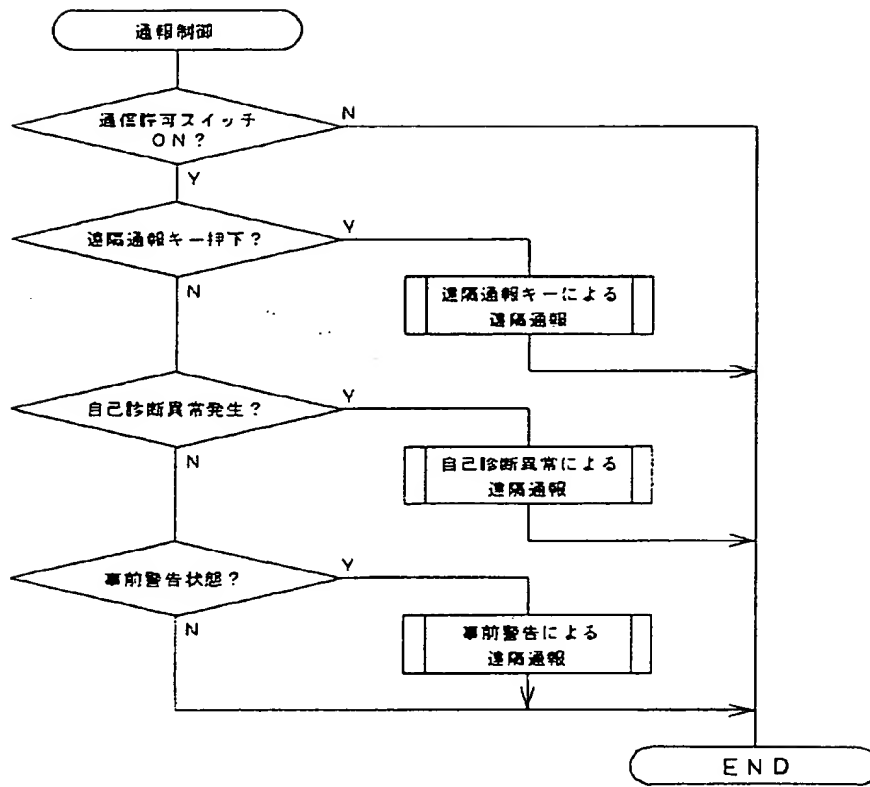 通報制御
通信許可スイッチ
ON?
N
Y
遠隔通報キー押下?
Y
N
遠隔通報キーによる
遠隔通報
自己診断異常発生?
Y
N
自己診断異常による
遠隔通報
事前警告状態?
Y
N
事前警告による
遠隔通報
END